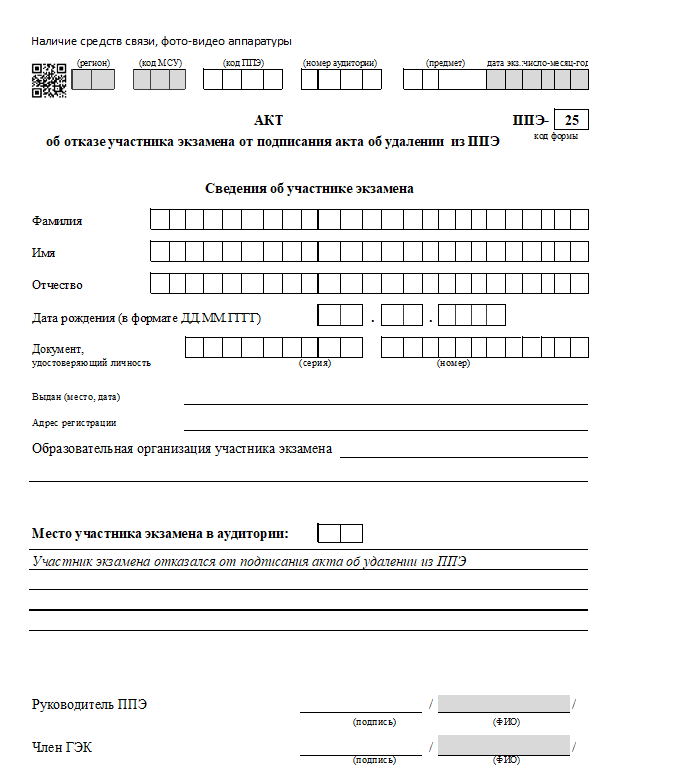 Наличие средств связи, фото-видео аппаратуры
(регион) (код МСУ) (код ППЭ) (номер аудитории) (предмет) дата экз. число-месяц-год
АКТ ППЭ- 25
код формы
об отказе участника экзамена от подписания акта об удалении из ППЭ
Сведения об участнике экзамена
Фамилия
Имя
Отчество
Дата рождения (в формате ДД.ММ.ГГГГ) . .
Документ,
удостоверяющий личность (серия) (номер)
Выдан (место, дата)
Адрес регистрации
Образовательная организация участника экзамена
Место участника экзамена в аудитории:
Участник экзамена отказался от подписания акта об удалении из ППЭ
Руководитель ППЭ / /
(подпись) (ФИО)
Член ГЭК / /
(подпись) (ФИО)